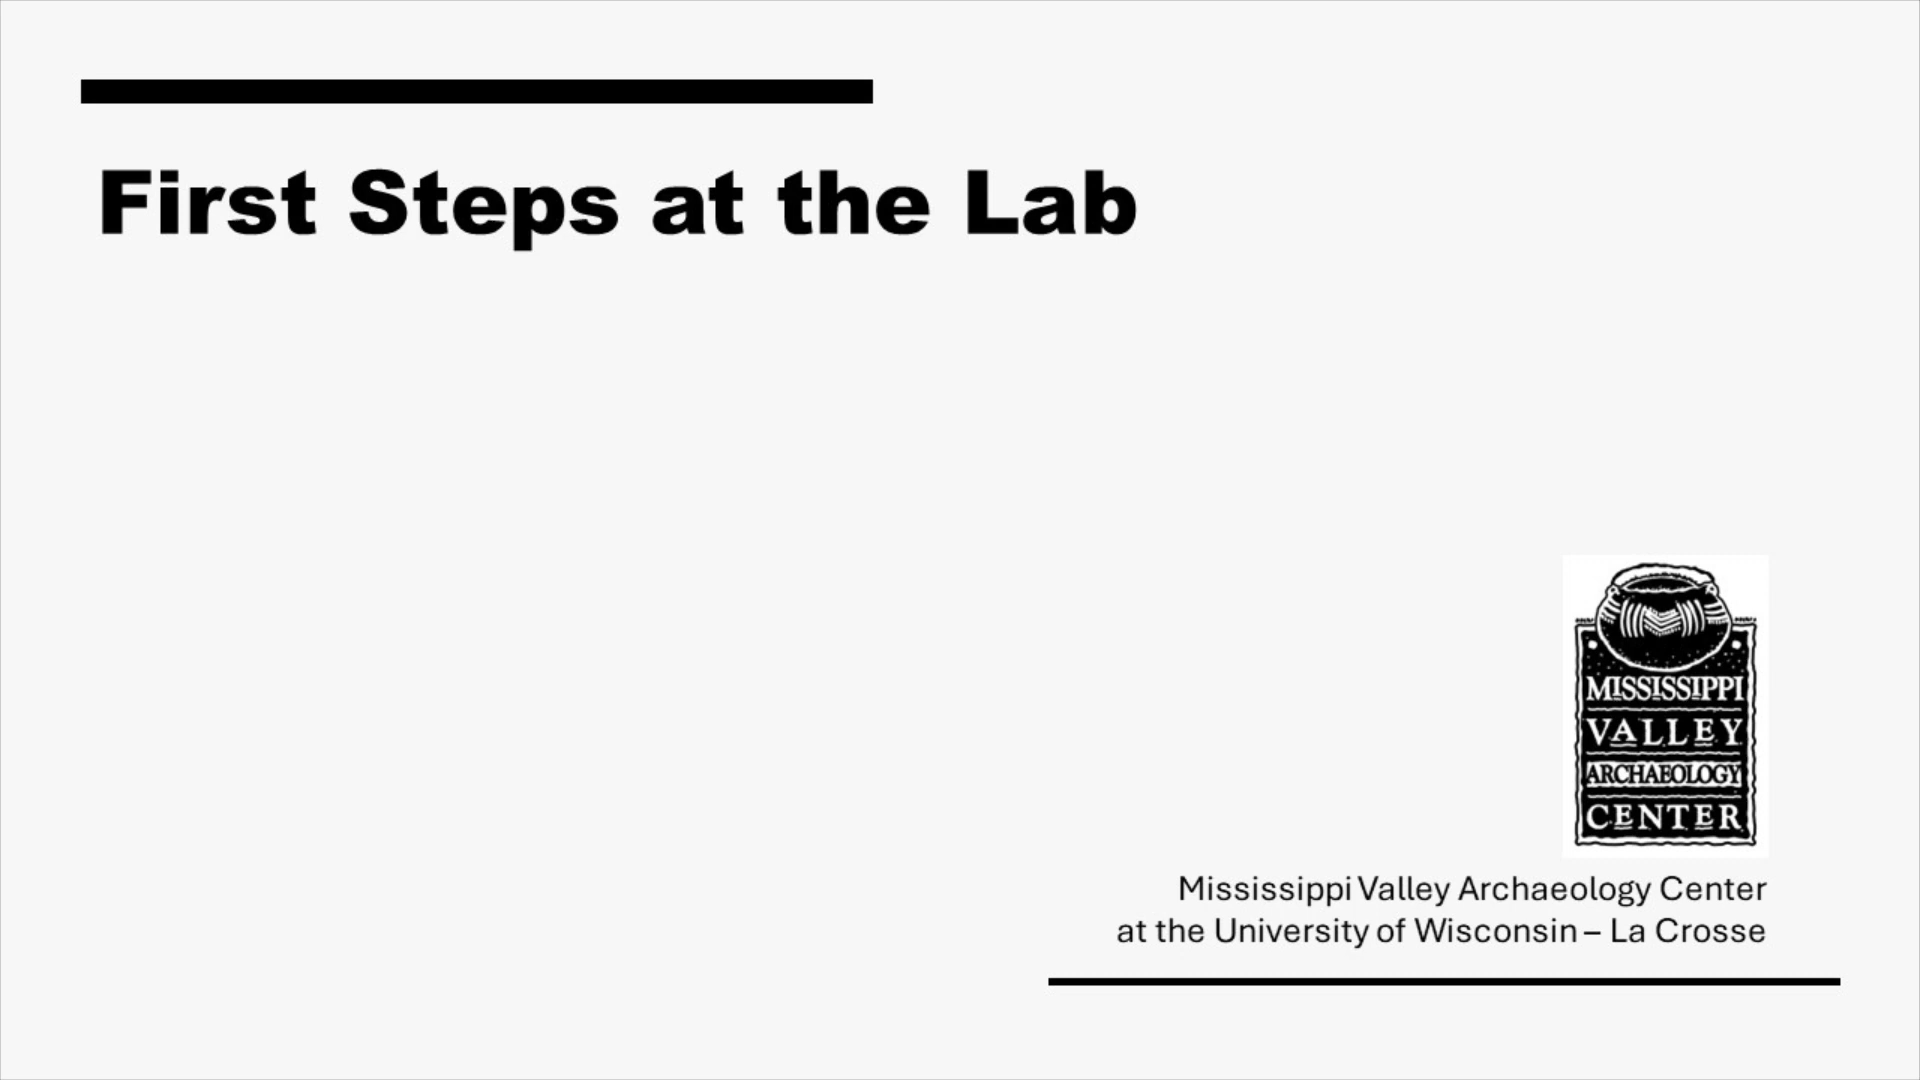 First Steps at the Lab
MISSISSIPPI
VALLEY
ARCHAEOLOGY
CENTER
Mississippi Valley Archaeology Center
at the University of Wisconsin – La Crosse